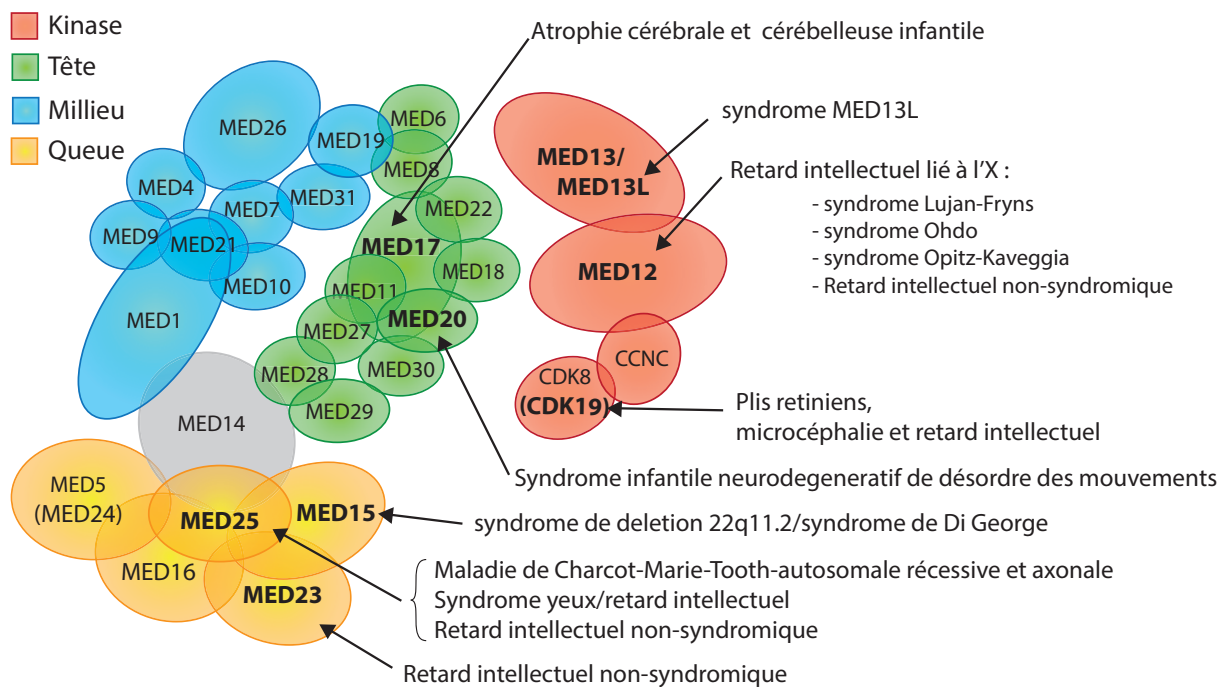 Kinase
Tête
Millieu
Queue
Atrophie cérébrale et cérébelleuse infantile
MED26
MED19
MED6
MED8
MED4
MED7
MED31
MED22
MED9
MED21
MED17
MED18
MED10
MED11
MED1
MED27
MED20
MED28
MED30
MED29
MED14
MED13/
MED13L
syndrome MED13L
MED12
Retard intellectuel lié à l'X :
- syndrome Lujan-Fryns
- syndrome Ohdo
- syndrome Opitz-Kaveggia
- Retard intellectuel non-syndromique
CCNC
CDK8
(CDK19)
Plis retiniens,
microcéphalie et retard intellectuel
Syndrome infantile neurodegeneratif de désordre des mouvements
MED5
(MED24)
MED25
MED15
syndrome de deletion 22q11.2/syndrome de Di George
MED16
MED23
Maladie de Charcot-Marie-Tooth-autosomale récessive et axonale
Syndrome yeux/retard intellectuel
Retard intellectuel non-syndromique
Retard intellectuel non-syndromique